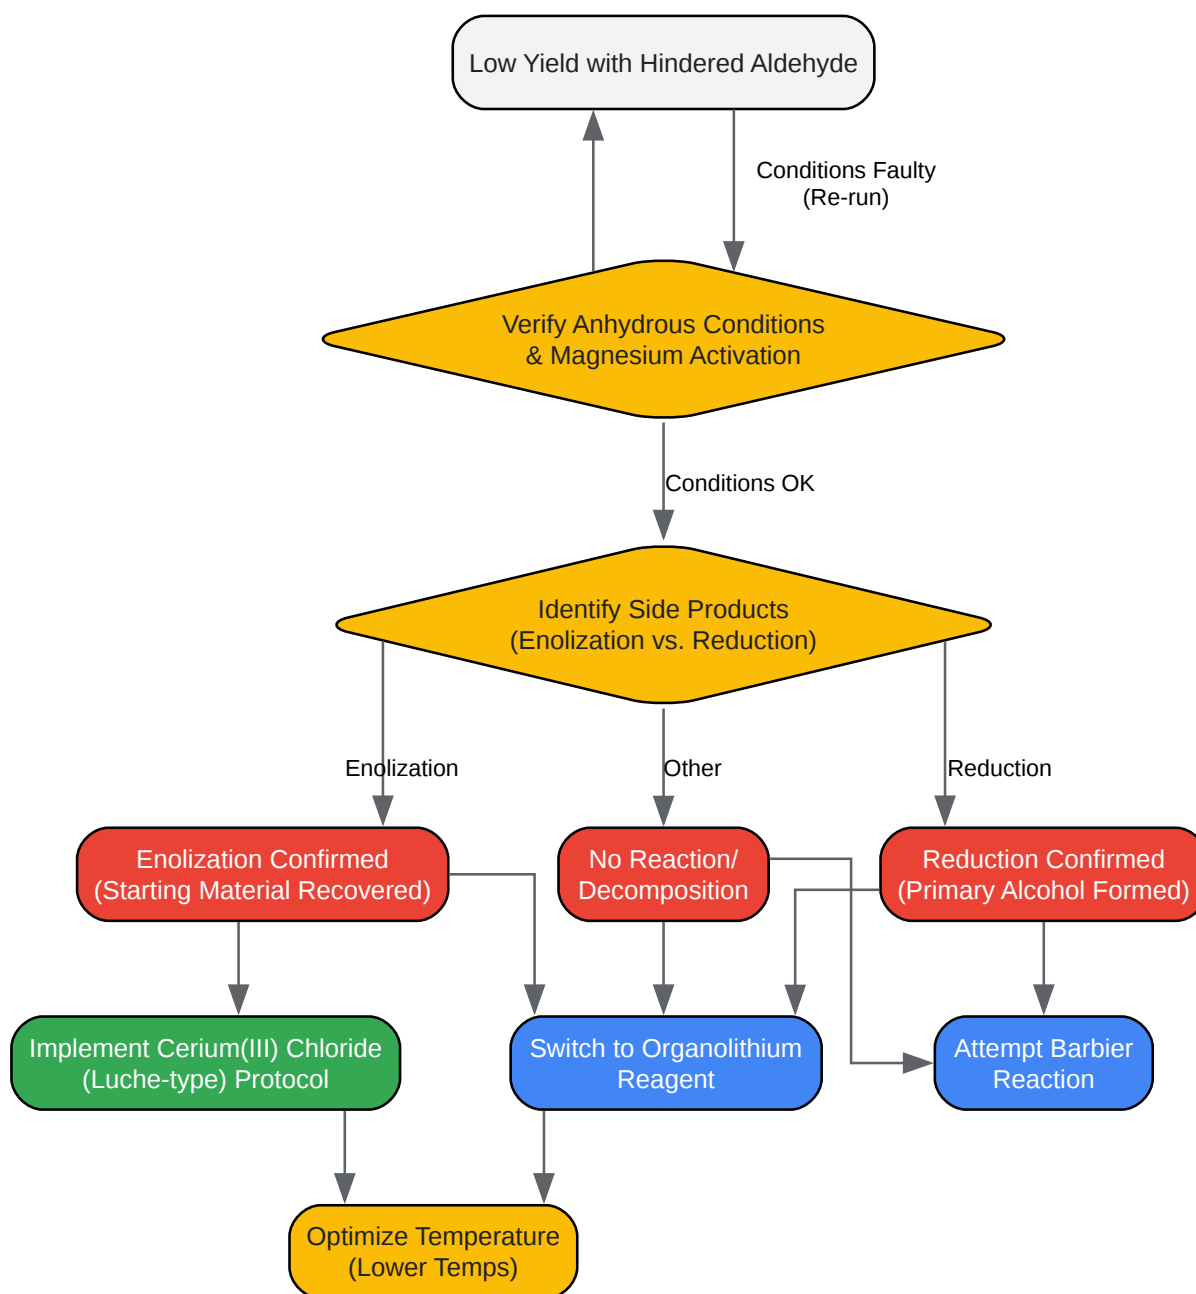 Low Yield with Hindered Aldehyde
Conditions Faulty
(Re-run)
Verify Anhydrous Conditions
& Magnesium Activation
Conditions OK
Identify Side Products
(Enolization vs. Reduction)
Enolization
Other
Reduction
Enolization Confirmed
(Starting Material Recovered)
No Reaction/
Decomposition
Reduction Confirmed
(Primary Alcohol Formed)
Implement Cerium(III) Chloride
(Luche-type) Protocol
Switch to Organolithium
Reagent
Attempt Barbier
Reaction
Optimize Temperature
(Lower Temps)